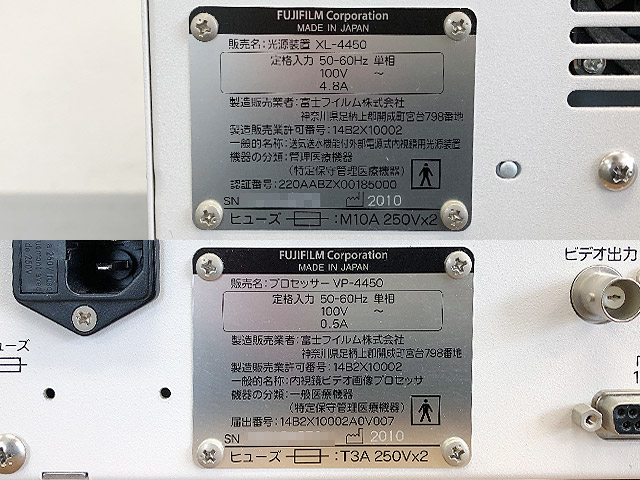 FUJIFILM Corporation
MADE IN JAPAN
販売名:光源装置 XL-4450
定格入力 50-60Hz 単相
100V ～
4.8A
製造販売業者:富士フイルム株式会社
神奈川県足柄上郡開成町宮台798番地
製造販売業許可番号:14B2X10002
一般的名称:送気送水機能付外部電源式内視鏡用光源装置
機器の分類:管理医療機器
(特定保守管理医療機器)
認証番号:220AABZX00185000
SN
2010
ヒューズ :M10A 250V×2
FUJIFILM Corporation
MADE IN JAPAN
販売名:プロセッサー VP-4450
定格入力 50-60Hz 単相
100V ～
0.5A
製造販売業者:富士フイルム株式会社
神奈川県足柄上郡開成町宮台798番地
製造販売業許可番号:14B2X10002
一般的名称:内視鏡ビデオ画像プロセッサ
機器の分類:一般医療機器
(特定保守管理医療機器)
届出番号:14B2X10002A0V007
SN
2010
ヒューズ :T3A 250V×2
ビデオ出力
ューズ